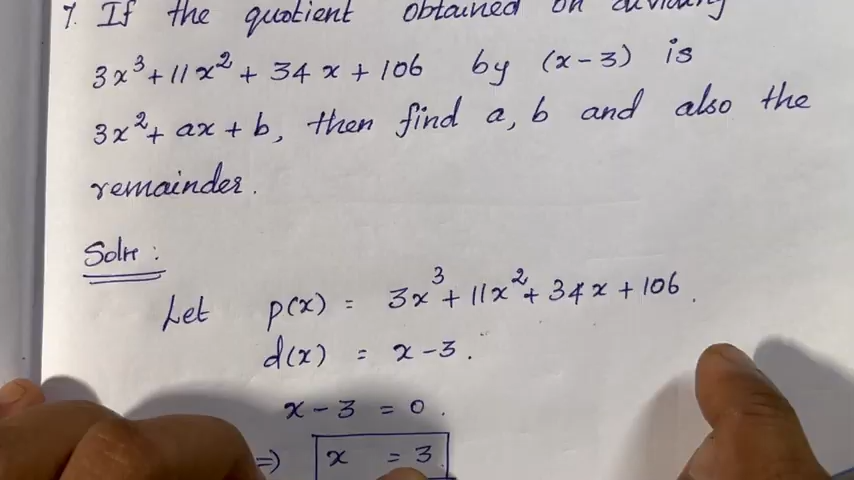 7. If the quotient obtained on dividing
3x³ + 11x² + 34x + 106 by (x-3) is
3x² + ax + b, then find a, b and also the
remainder.
Soln :
Let p(x) = 3x³ + 11x² + 34x + 106.
d(x) = x - 3.
x - 3 = 0.
⇒) x = 3